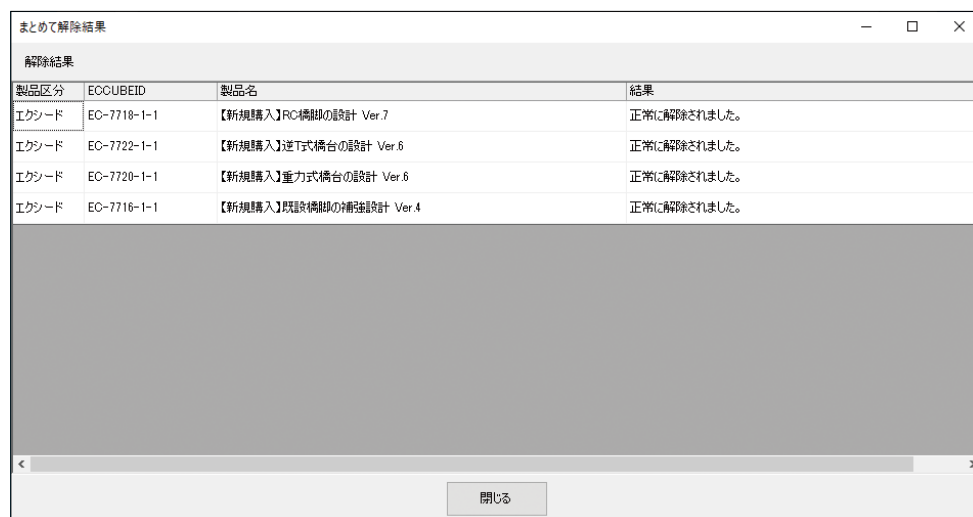 まとめて解除結果
解除結果
製品区分 ECCUBEID 製品名 結果
エクシード EC-7718-1-1 【新規購入】RC橋脚の設計 Ver.7 正常に解除されました。
エクシード EC-7722-1-1 【新規購入】逆T式橋台の設計 Ver.6 正常に解除されました。
エクシード EC-7720-1-1 【新規購入】重力式橋台の設計 Ver.6 正常に解除されました。
エクシード EC-7716-1-1 【新規購入】既設橋脚の補強設計 Ver.4 正常に解除されました。
閉じる